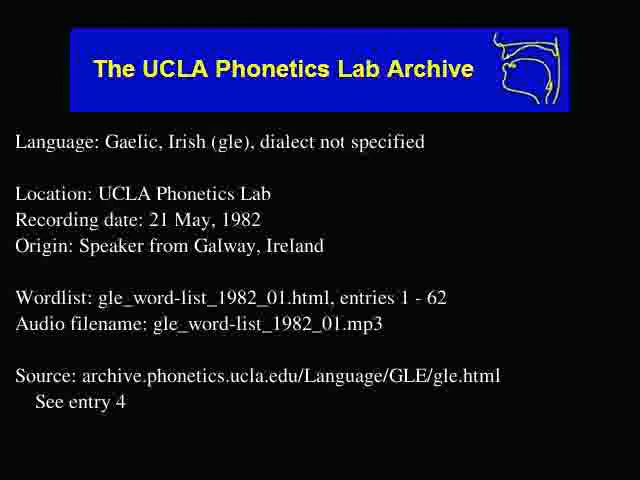 The UCLA Phonetics Lab Archive
Language: Gaelic, Irish (gle), dialect not specified
Location: UCLA Phonetics Lab
Recording date: 21 May, 1982
Origin: Speaker from Galway, Ireland
Wordlist: gle_word-list_1982_01.html, entries 1 - 62
Audio filename: gle_word-list_1982_01.mp3
Source: archive.phonetics.ucla.edu/Language/GLE/gle.html
See entry 4